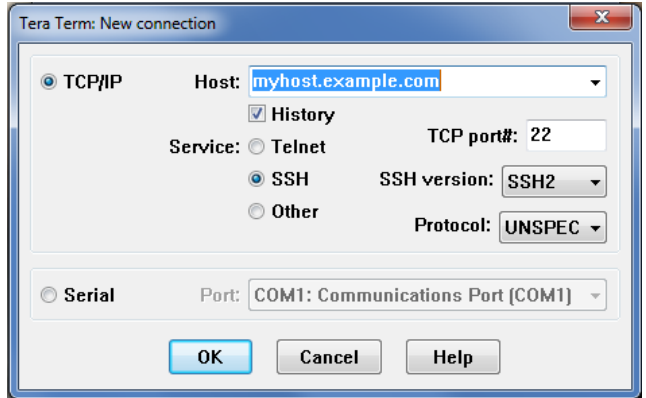 Tera Term: New connection
TCP/IP Host: myhost.example.com
History
Service: Telnet TCP port#: 22
SSH SSH version: SSH2
Other Protocol: UNSPEC
Serial Port: COM1: Communications Port (COM1)
OK Cancel Help